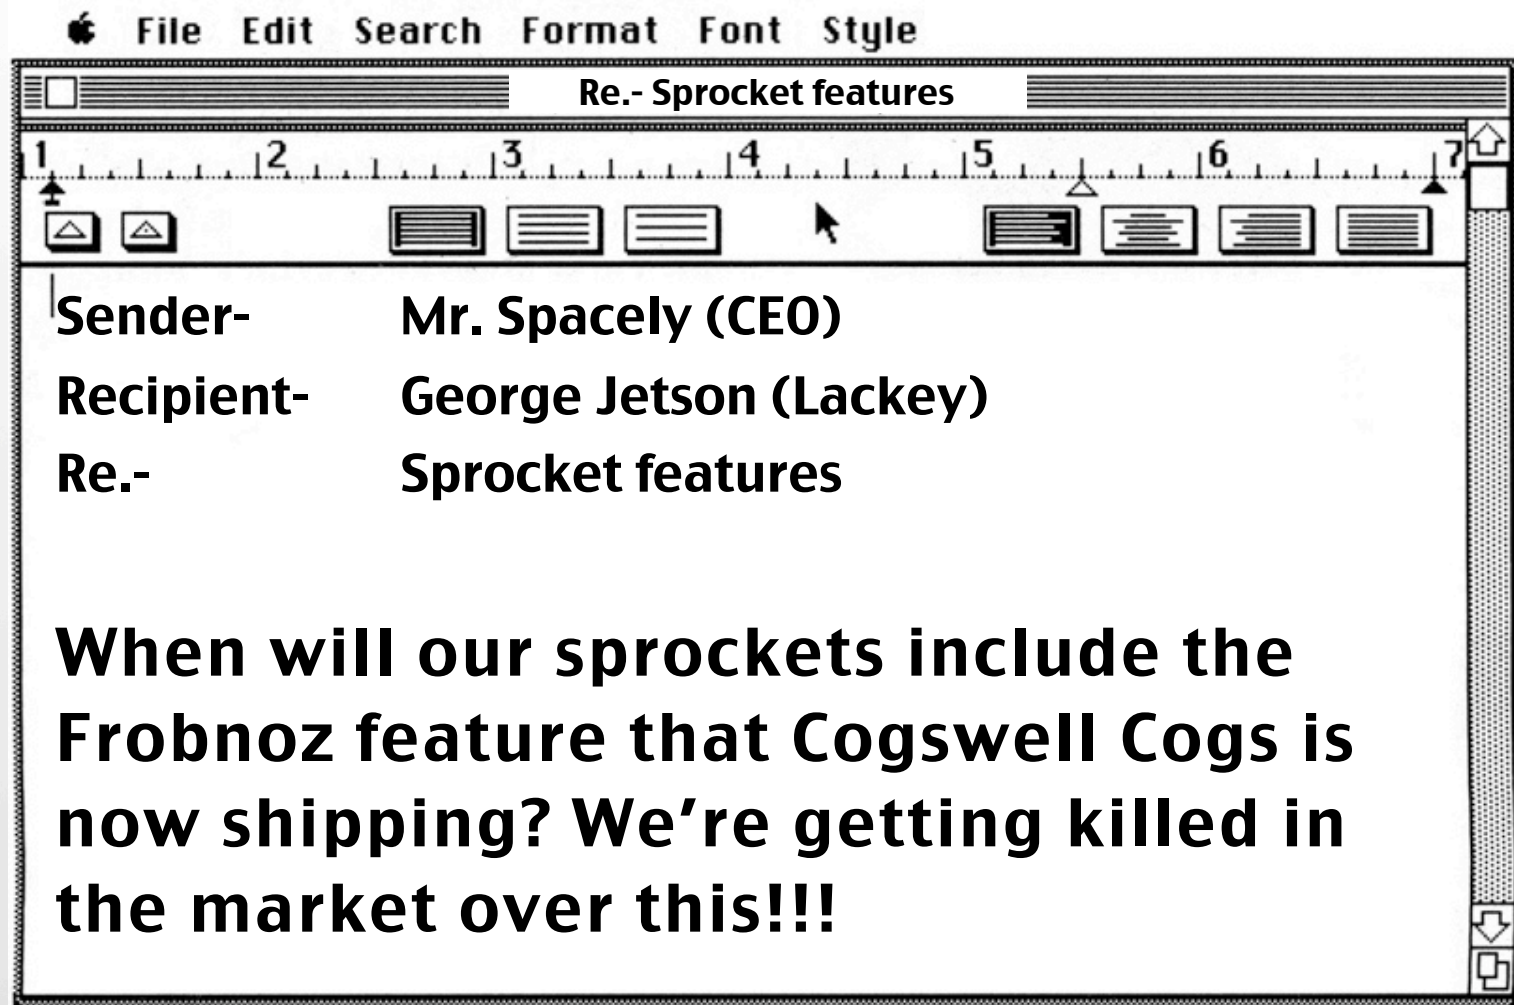 File Edit Search Format Font Style
Re.- Sprocket features
1 2 3 4 5 6 7
Sender- Mr. Spacely (CEO)
Recipient- George Jetson (Lackey)
Re.- Sprocket features
When will our sprockets include the
Frobnoz feature that Cogswell Cogs is
now shipping? We’re getting killed in
the market over this!!!